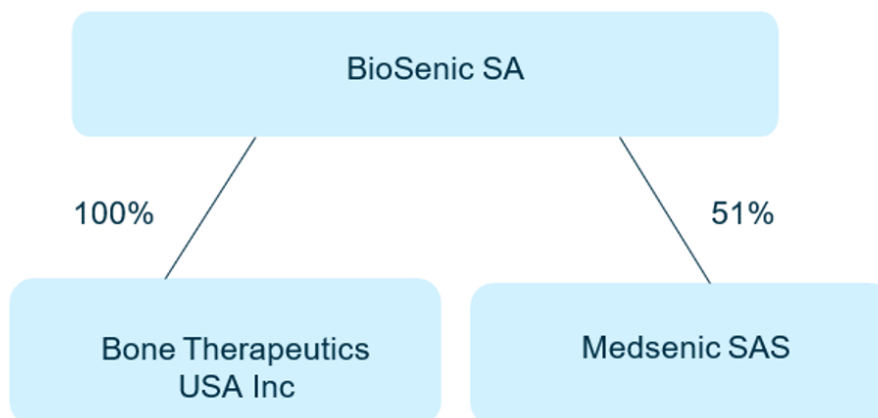 BioSenic SA
100%
51%
Bone Therapeutics
USA Inc
Medsenic SAS